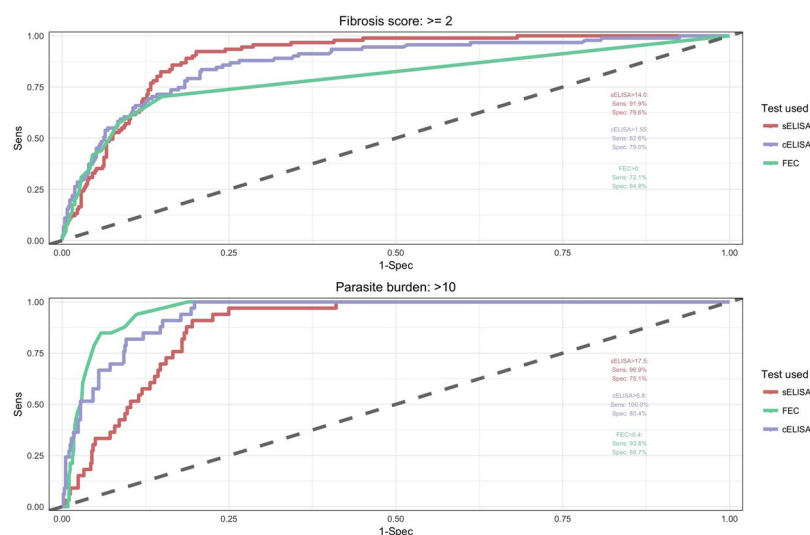 Fibrosis score: >= 2
1.00
0.75
0.50
0.25
0.00
Sens
sELISA>14.0:
Sens: 91.9%
Spec: 79.6%
cELISA>1.55:
Sens: 82.6%
Spec: 79.0%
FEC>0:
Sens: 72.1%
Spec: 84.8%
0.00 0.25 0.50 0.75 1.00
1-Spec
Test used
sELISA
cELISA
FEC
Parasite burden: >10
1.00
0.75
0.50
0.25
0.00
Sens
sELISA>17.5:
Sens: 96.9%
Spec: 75.1%
cELISA>6.8:
Sens: 100.0%
Spec: 80.4%
FEC>0.4:
Sens: 93.8%
Spec: 88.7%
0.00 0.25 0.50 0.75 1.00
1-Spec
Test used
sELISA
FEC
cELISA